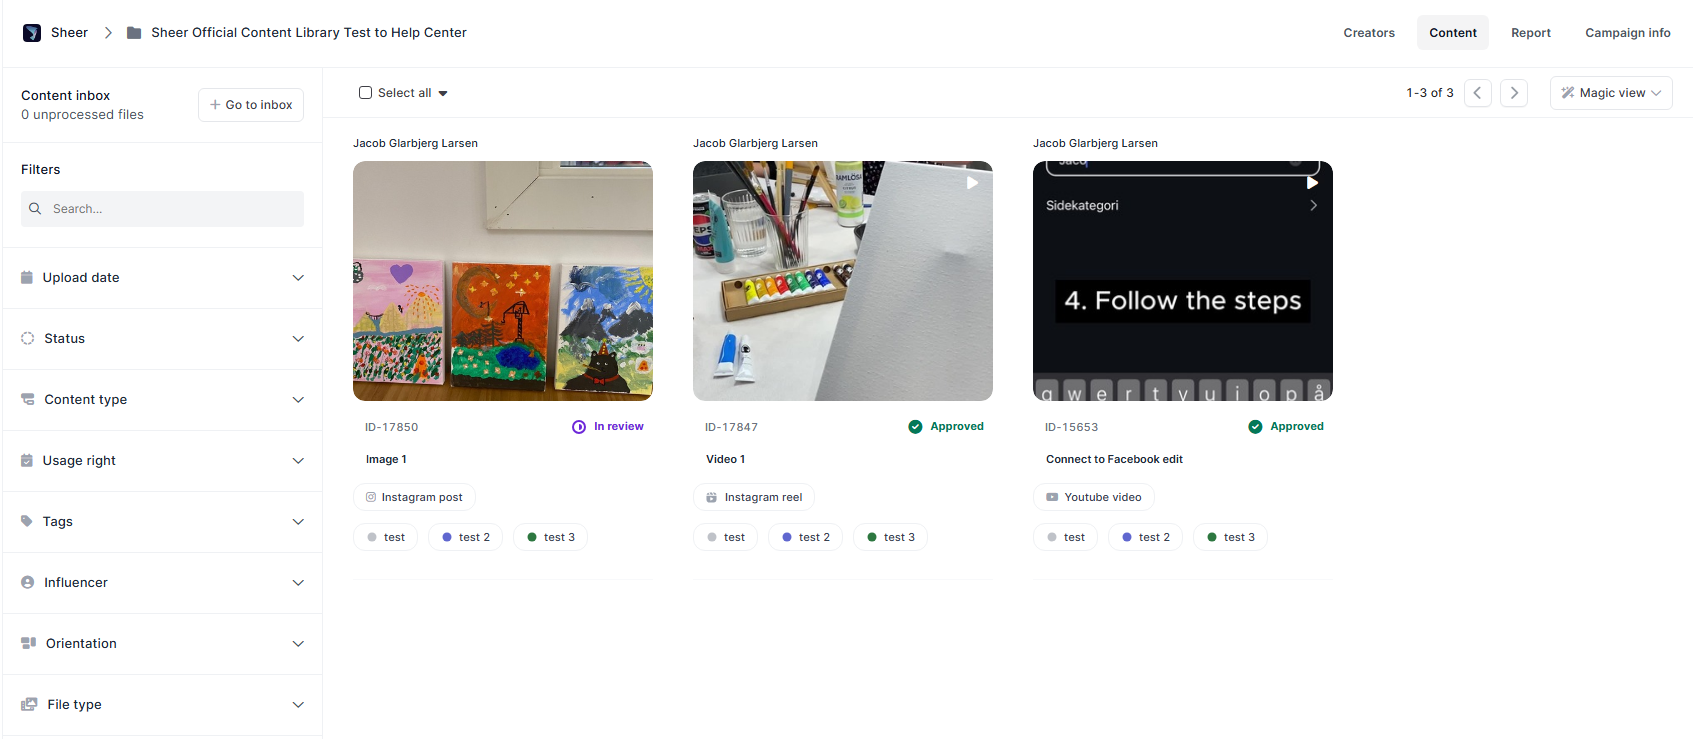 Sheer
Sheer Official Content Library Test to Help Center
Creators
Content
Report
Campaign info
Content inbox
0 unprocessed files
Go to inbox
Filters
Search...
Upload date
Status
Content type
Usage right
Tags
Influencer
Orientation
File type
Select all
1-3 of 3
Magic view
Jacob Glarbjerg Larsen
ID-17850
In review
Image 1
Instagram post
test
test 2
test 3
Jacob Glarbjerg Larsen
RAMLÖSA
PEPSI
ID-17847
Approved
Video 1
Instagram reel
test
test 2
test 3
Jacob Glarbjerg Larsen
Jaco
Sidekategori
4. Follow the steps
q w e r t y u i o p å
ID-15653
Approved
Connect to Facebook edit
Youtube video
test
test 2
test 3